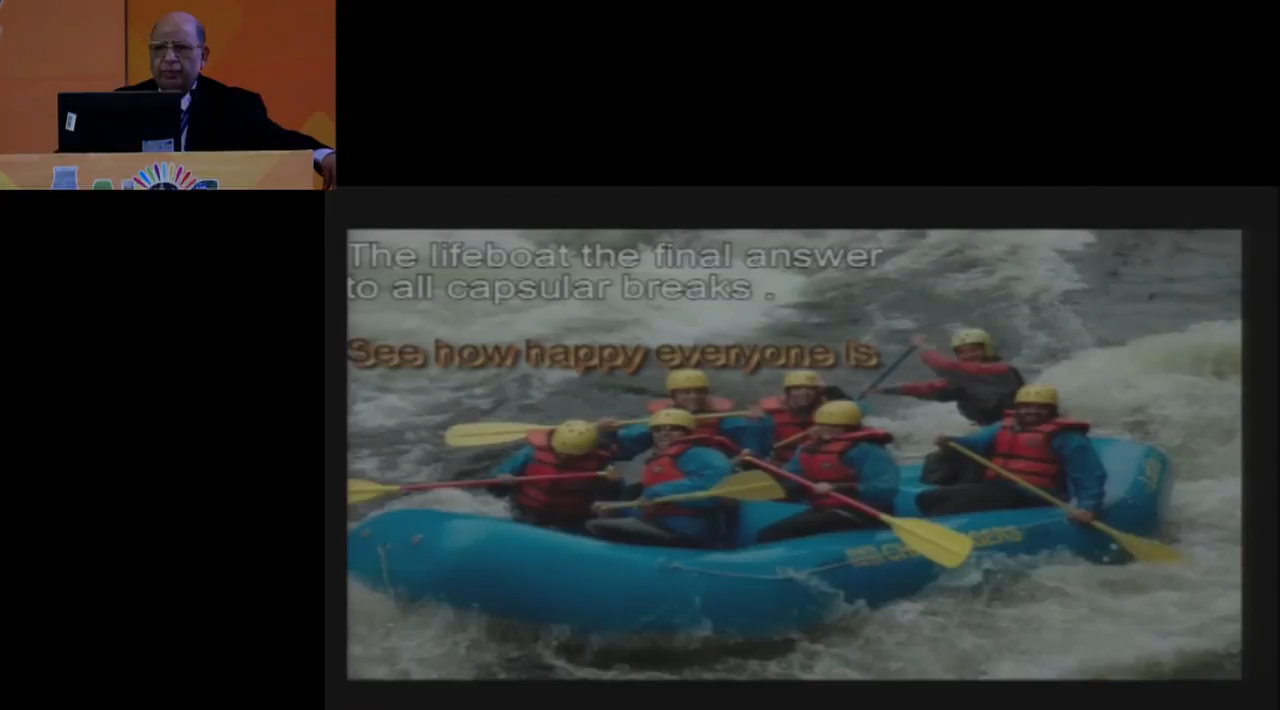 The lifeboat the final answer
to all capsular breaks .
See how happy everyone is